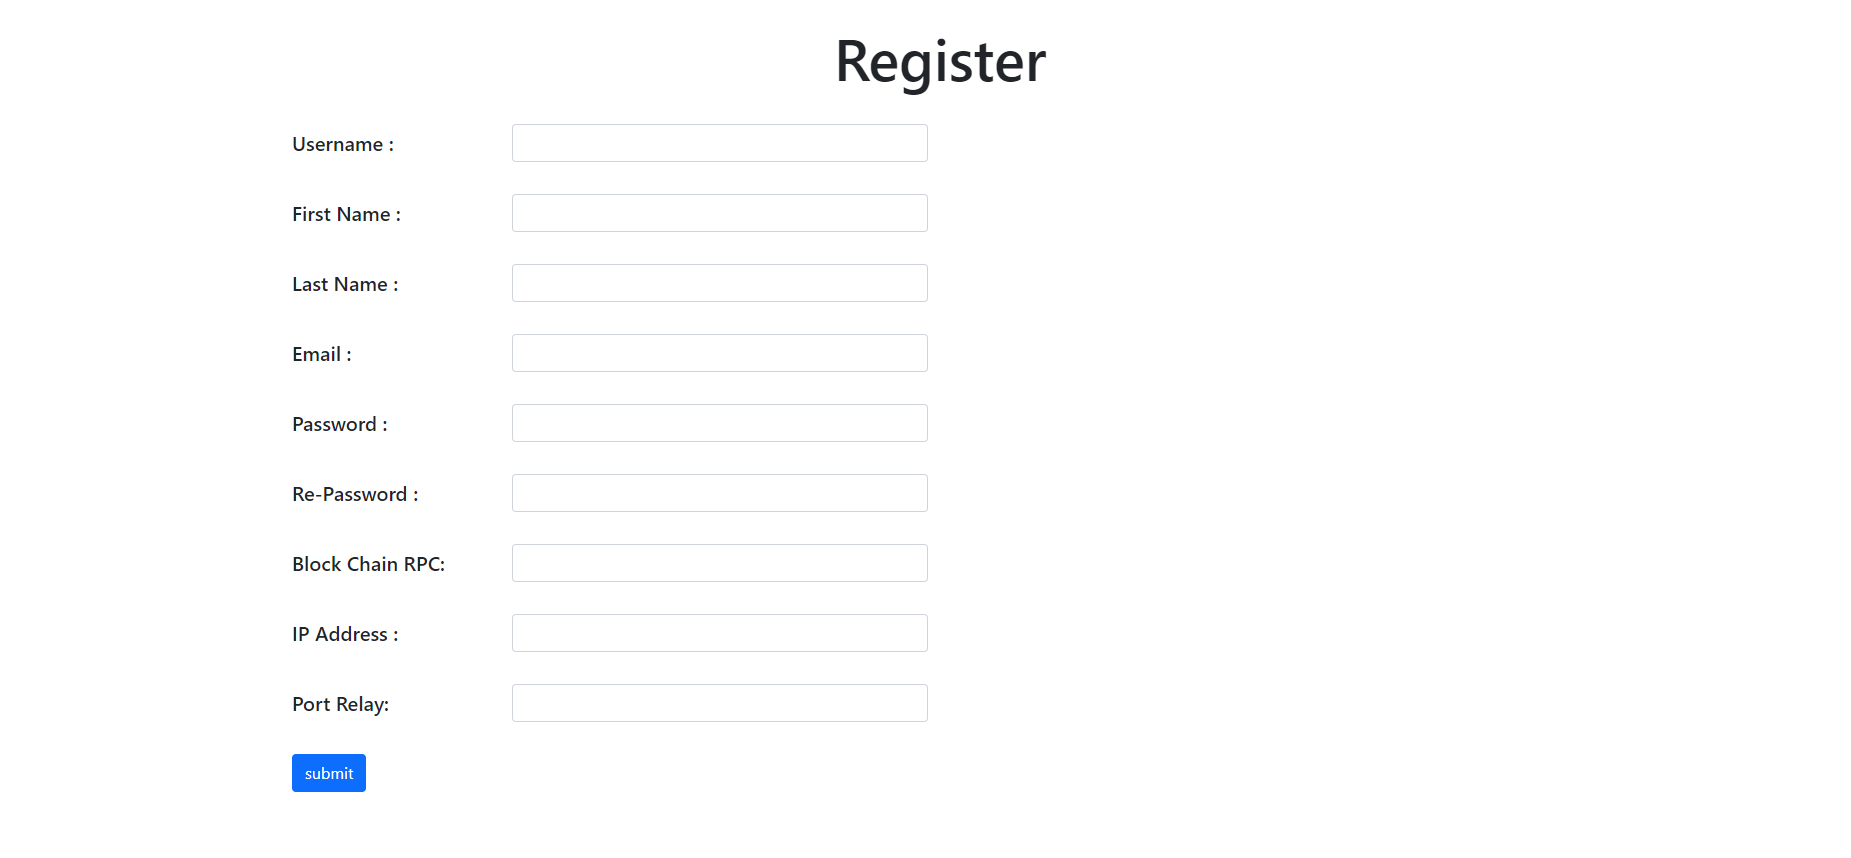 Register
Username :
First Name :
Last Name :
Email :
Password :
Re-Password :
Block Chain RPC:
IP Address :
Port Relay:
submit